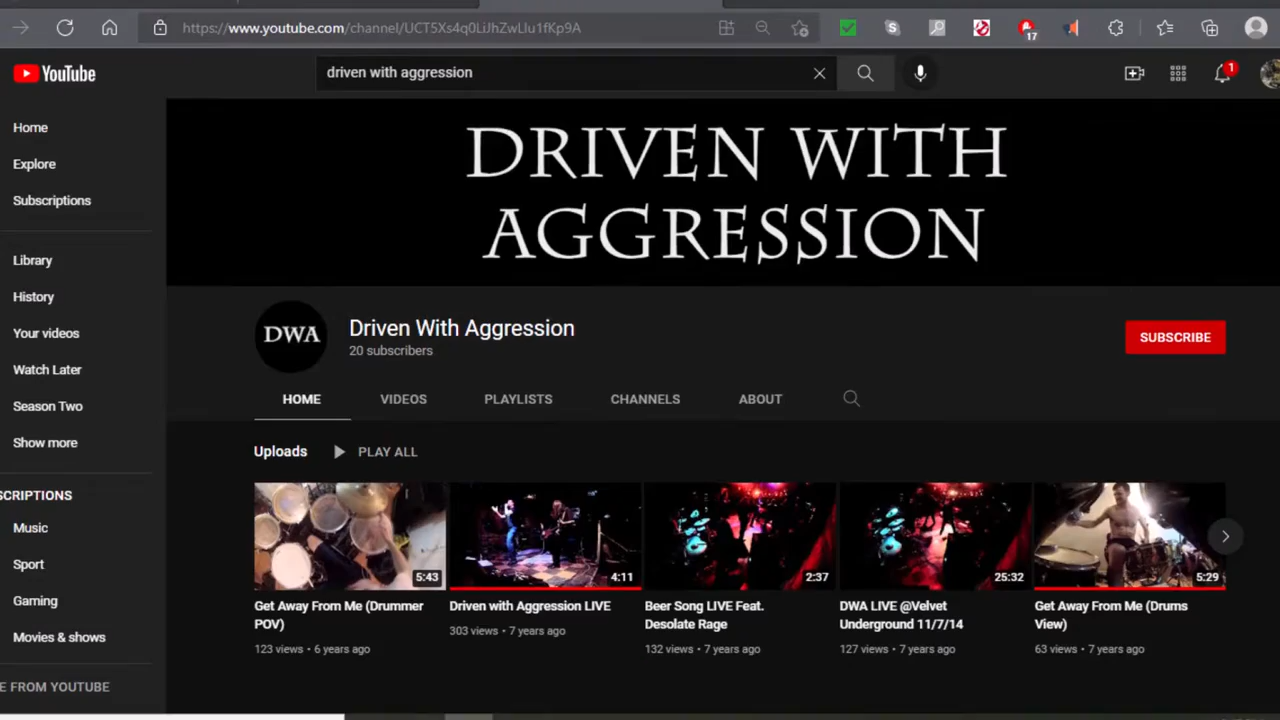 https://www.youtube.com/channel/UCT5Xs4q0LiJhZwLlu1fKp9A
17
YouTube
driven with aggression
1
Home
Explore
Subscriptions
Library
History
Your videos
Watch Later
Season Two
Show more
SCRIPTIONS
Music
Sport
Gaming
Movies & shows
E FROM YOUTUBE
DRIVEN WITH
AGGRESSION
DWA
Driven With Aggression
20 subscribers
SUBSCRIBE
HOME VIDEOS PLAYLISTS CHANNELS ABOUT
Uploads PLAY ALL
5:43
Get Away From Me (Drummer
POV)
123 views • 6 years ago
4:11
Driven with Aggression LIVE
303 views • 7 years ago
2:37
Beer Song LIVE Feat.
Desolate Rage
132 views • 7 years ago
25:32
DWA LIVE @Velvet
Underground 11/7/14
127 views • 7 years ago
5:29
Get Away From Me (Drums
View)
63 views • 7 years ago